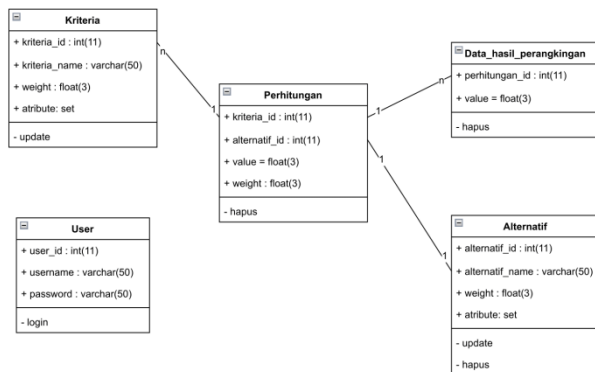 Kriteria
+ kriteria_id : int(11)
+ kriteria_name : varchar(50)
+ weight : float(3)
+ atribute: set
- update
n
1
Perhitungan
+ kriteria_id : int(11)
+ alternatif_id : int(11)
+ value = float(3)
+ weight : float(3)
- hapus
1
n
Data_hasil_perangkingan
+ perhitungan_id : int(11)
+ value = float(3)
- hapus
1
1
User
+ user_id : int(11)
+ username : varchar(50)
+ password : varchar(50)
- login
Alternatif
+ alternatif_id : int(11)
+ alternatif_name : varchar(50)
+ weight : float(3)
+ atribute: set
- update
- hapus